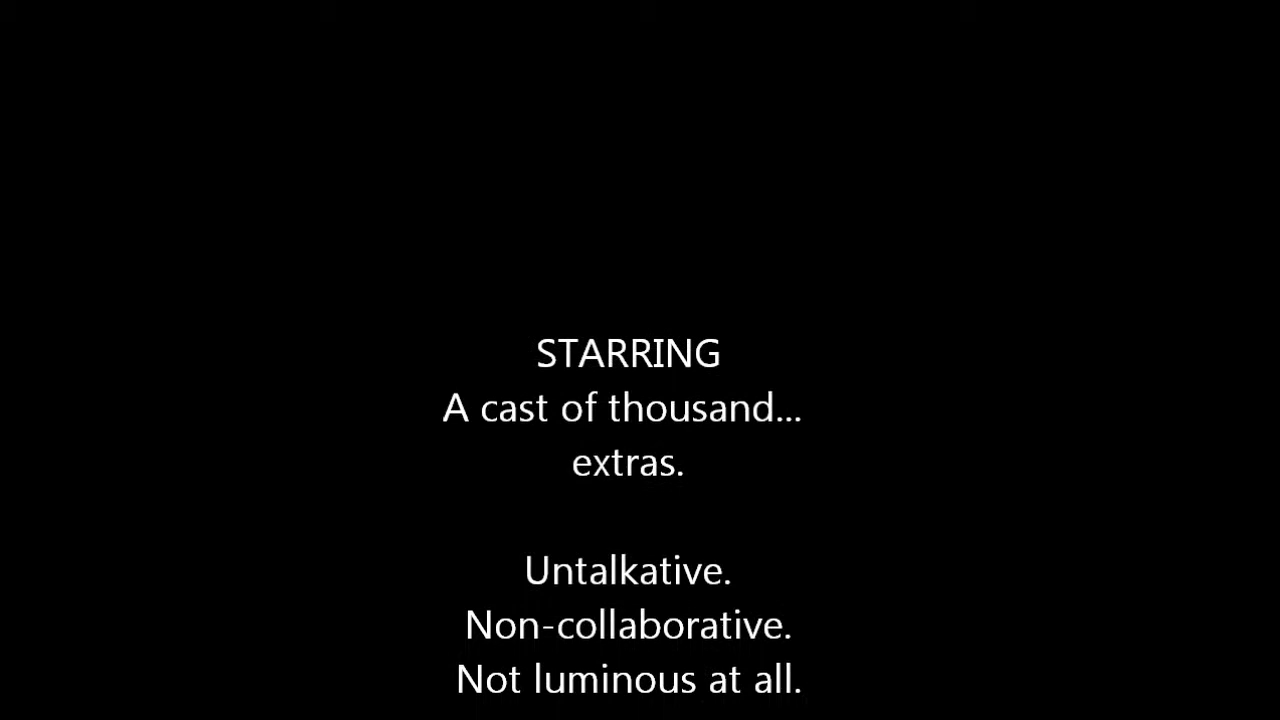 STARRING
A cast of thousand...
extras.
Untalkative.
Non-collaborative.
Not luminous at all.